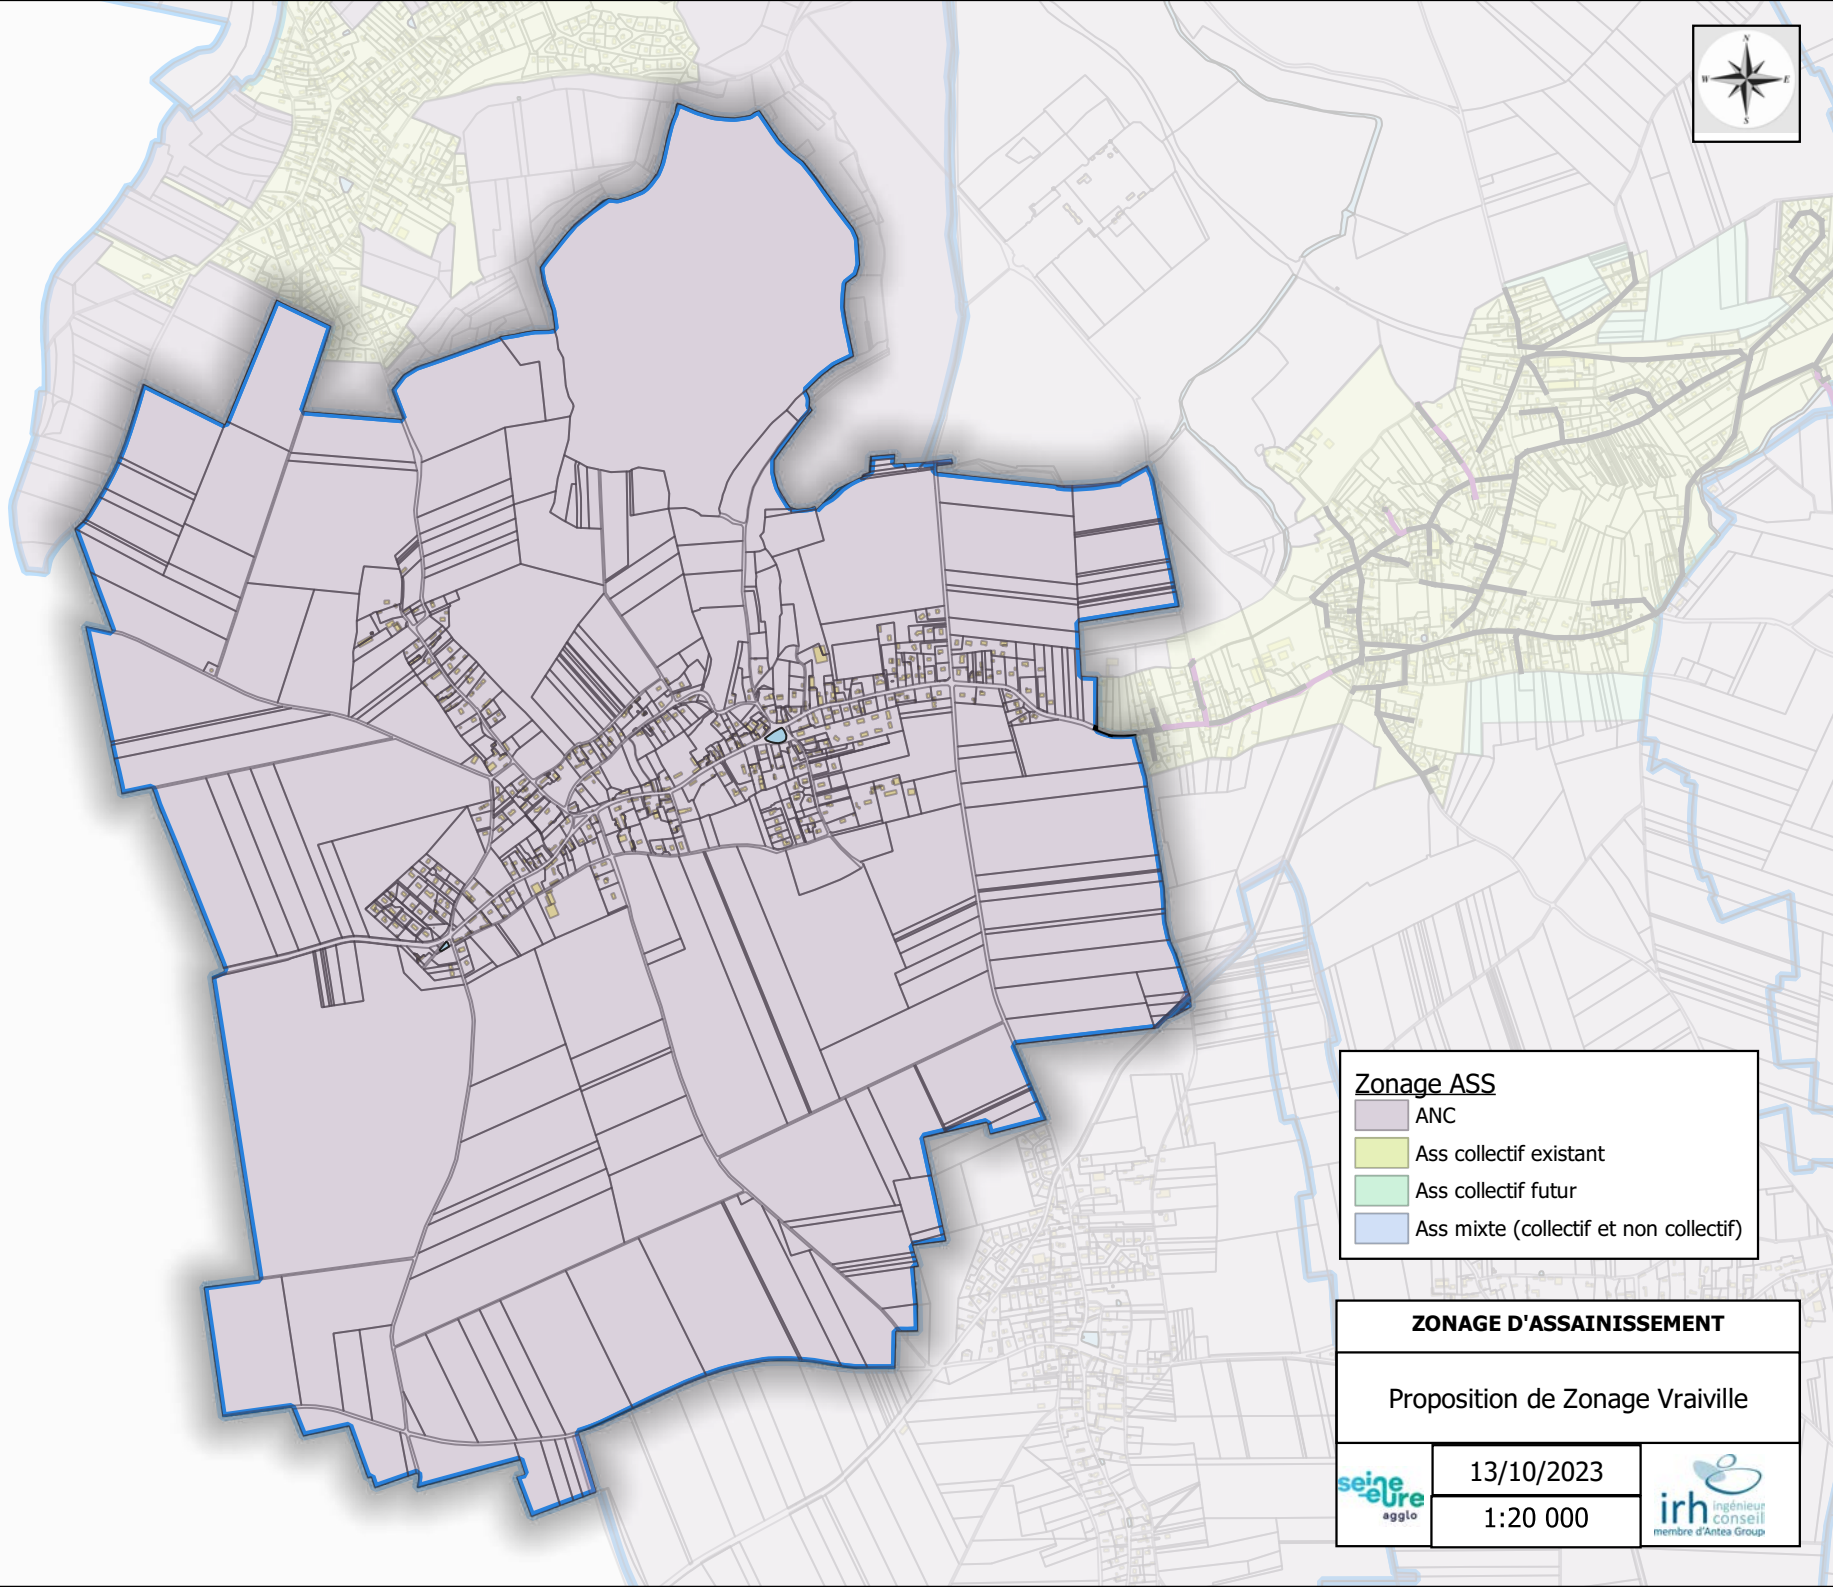 N
W
E
S
Zonage ASS
ANC
Ass collectif existant
Ass collectif futur
Ass mixte (collectif et non collectif)
ZONAGE D'ASSAINISSEMENT
Proposition de Zonage Vraiville
seine
eure
agglo
13/10/2023
1:20 000
irh ingénieur
conseil
membre d'Antea Group